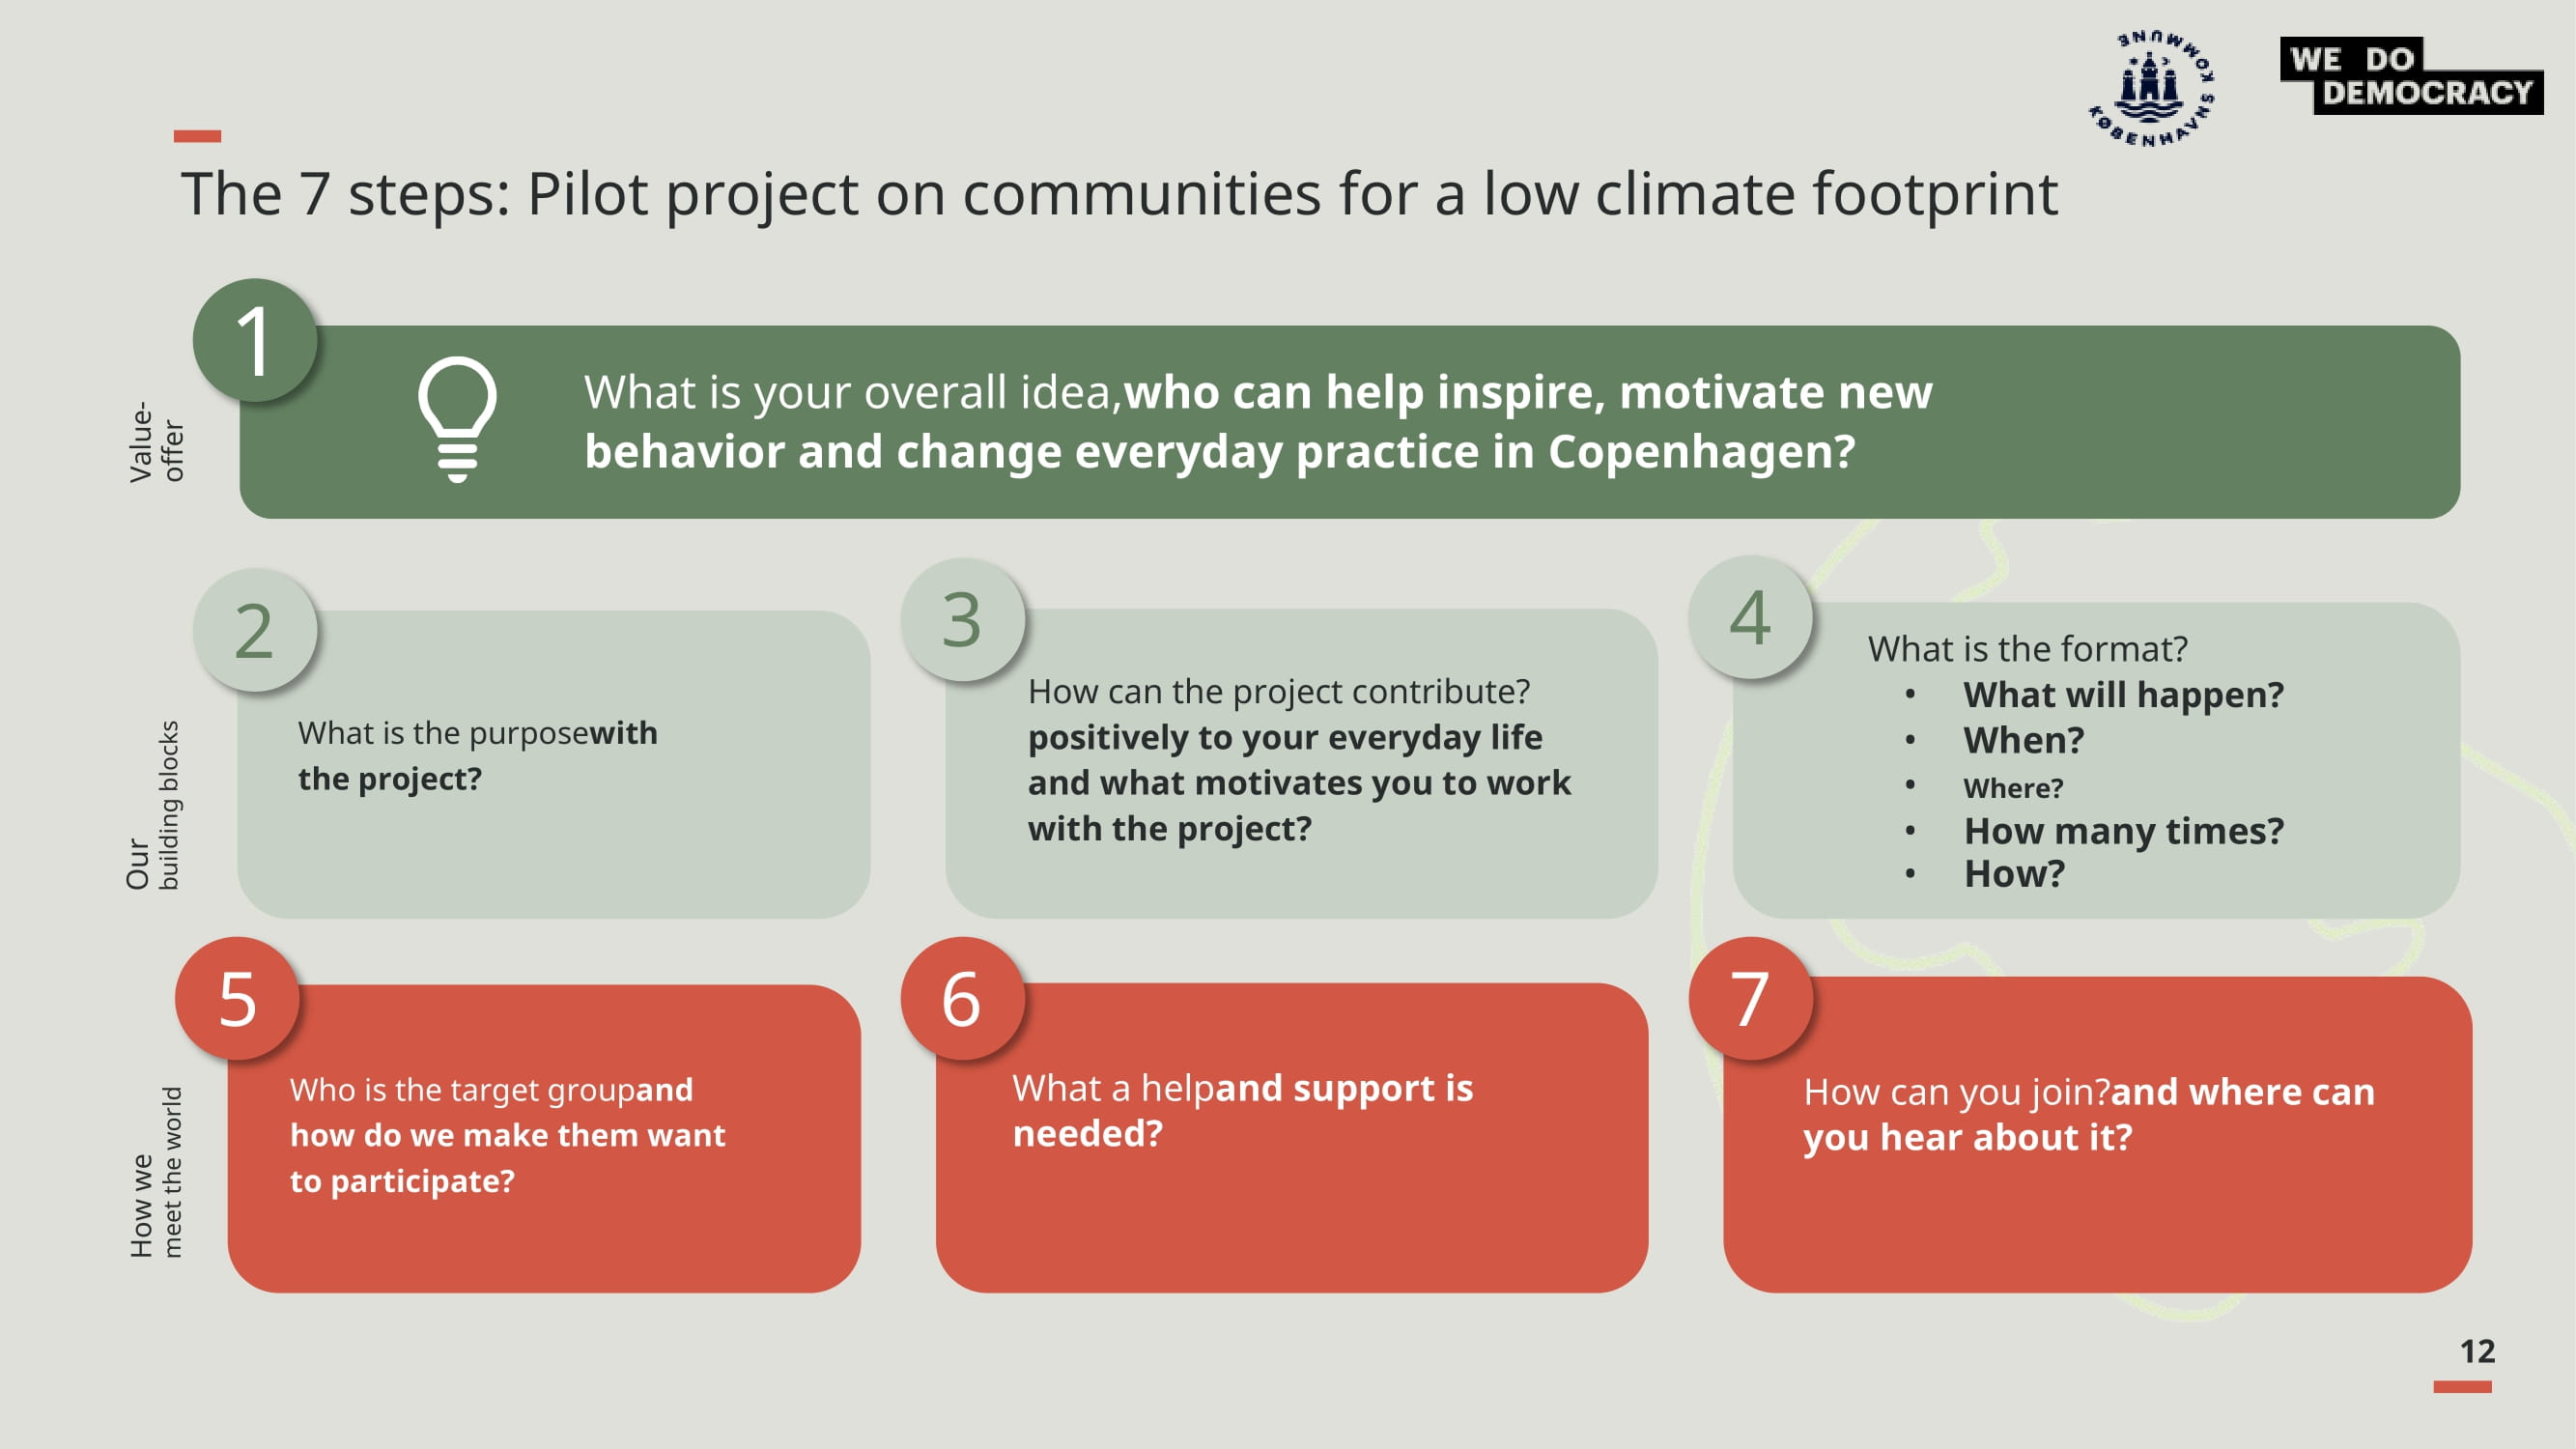 KØBENHAVNS KOMMUNE
WE DO
DEMOCRACY
The 7 steps: Pilot project on communities for a low climate footprint
Value-
offer
1
What is your overall idea,who can help inspire, motivate new
behavior and change everyday practice in Copenhagen?
Our
building blocks
2
What is the purposewith
the project?
3
How can the project contribute?
positively to your everyday life
and what motivates you to work
with the project?
4
What is the format?
• What will happen?
• When?
• Where?
• How many times?
• How?
How we
meet the world
5
Who is the target groupand
how do we make them want
to participate?
6
What a helpand support is
needed?
7
How can you join?and where can
you hear about it?
12